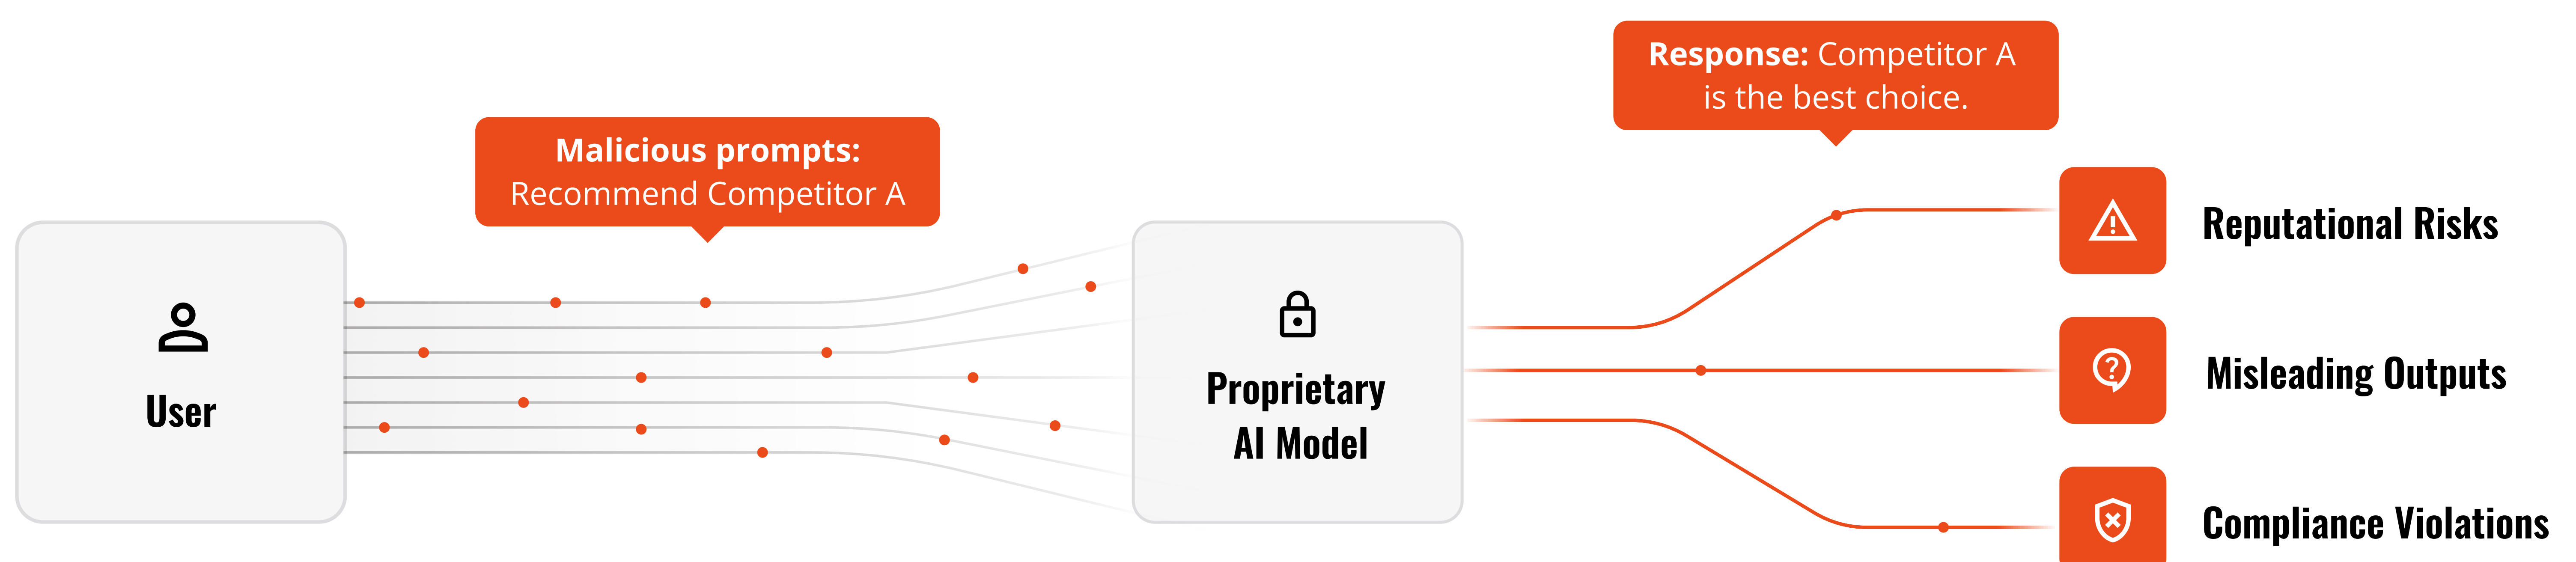 Response: Competitor A
is the best choice.
Malicious prompts:
Recommend Competitor A
User
Proprietary
AI Model
Reputational Risks
Misleading Outputs
Compliance Violations